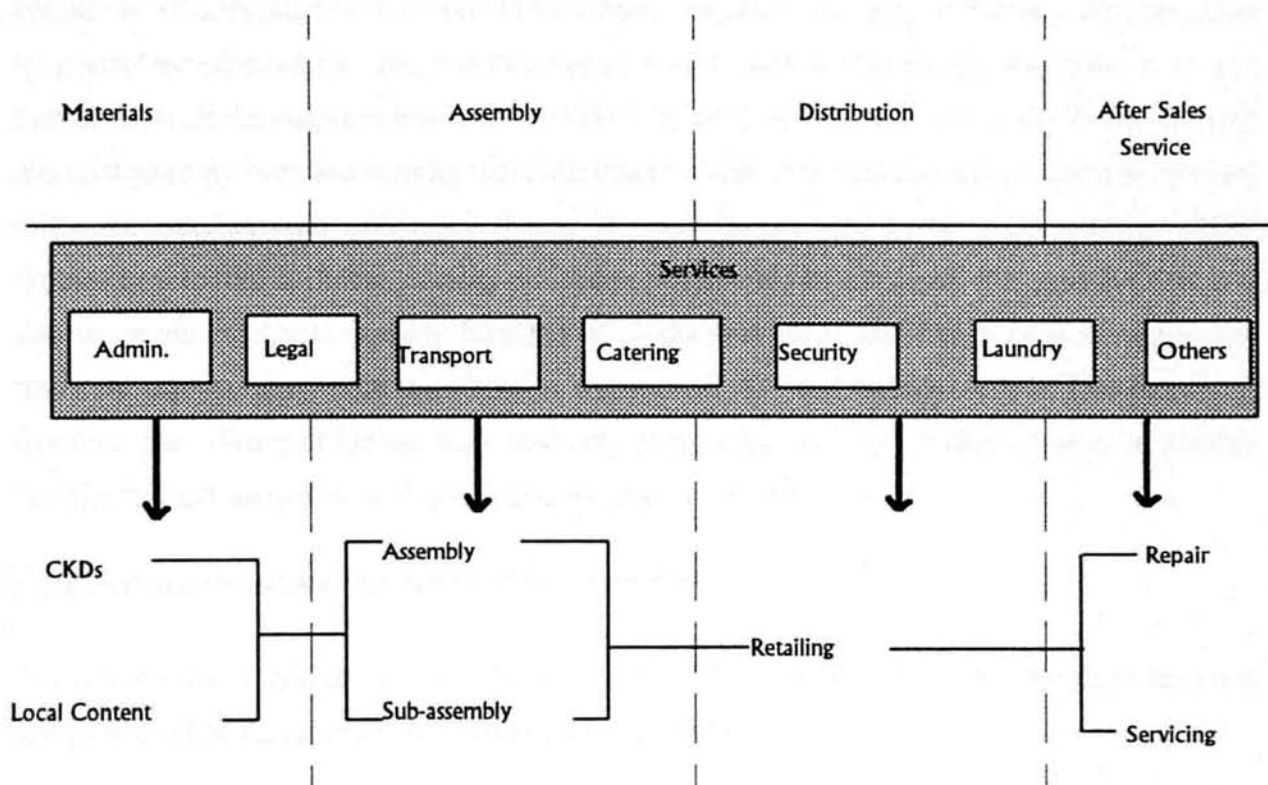 Materials
Assembly
Distribution
After Sales
Service
Services
Admin.
Legal
Transport
Catering
Security
Laundry
Others
CKDs
Assembly
Repair
Retailing
Local Content
Sub-assembly
Servicing